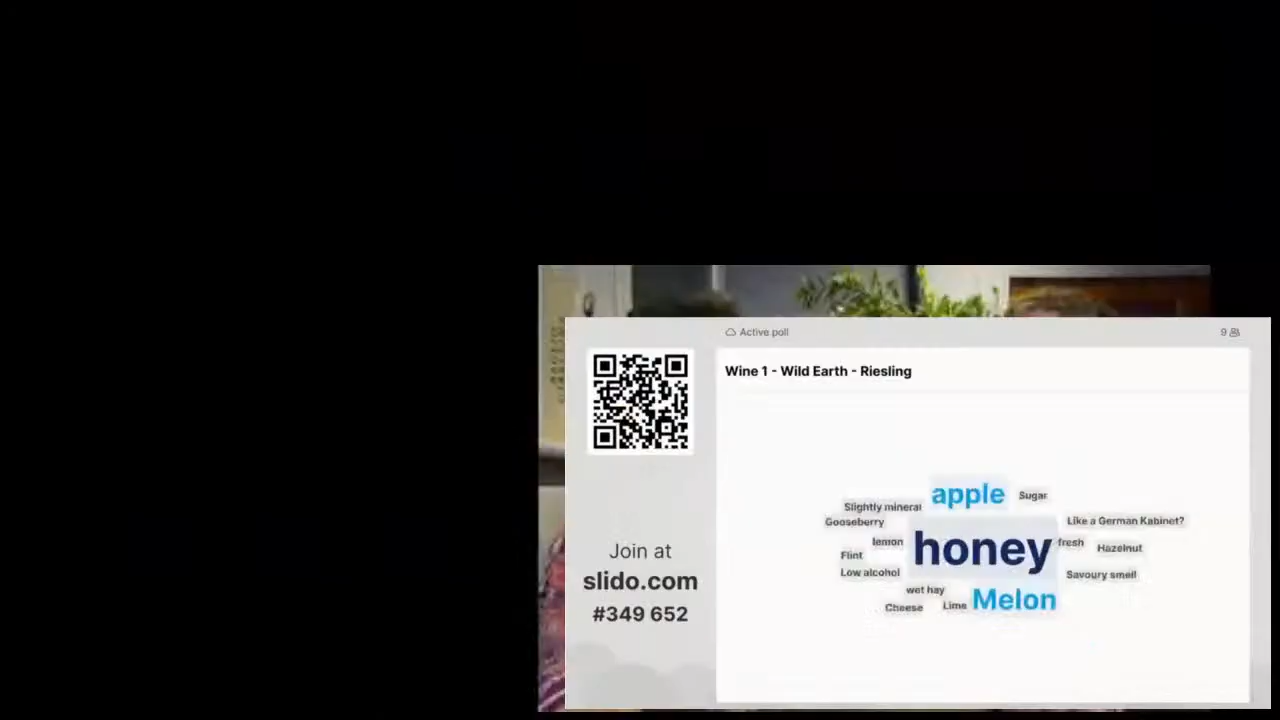 Active poll
9
Wine 1 - Wild Earth - Riesling
apple
Sugar
Slightly mineral
Gooseberry
Like a German Kabinet?
lemon
honey
fresh
Hazelnut
Flint
Low alcohol
Savoury smell
wet hay
Melon
Cheese
Lime
Join at
slido.com
#349 652